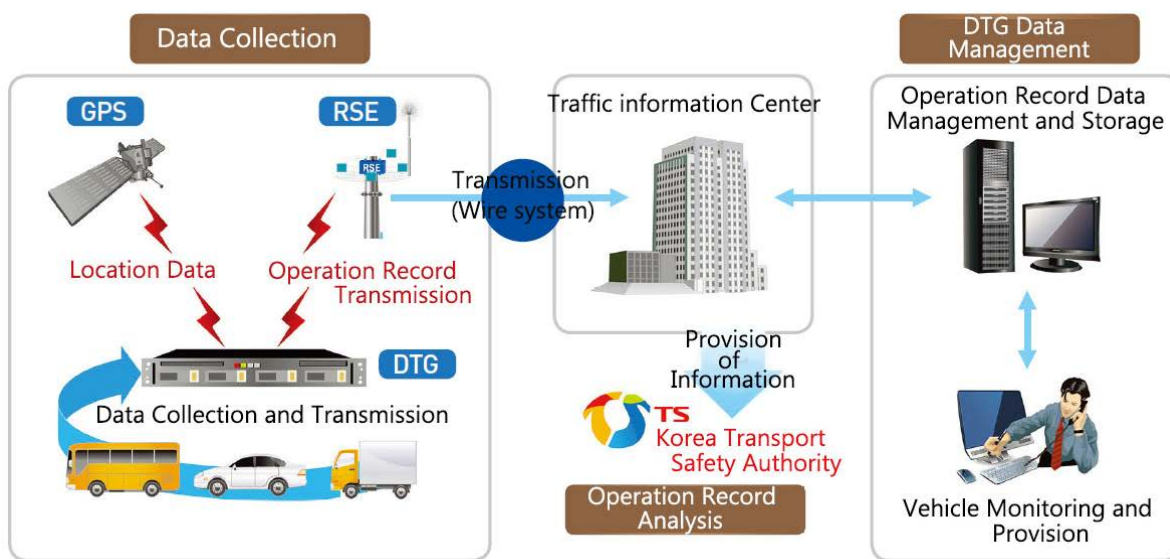 Data Collection
GPS
RSE
RSE
Location Data
Operation Record
Transmission
DTG
Data Collection and Transmission
Transmission
(Wire system)
Traffic information Center
Provision
of
Information
TS
Korea Transport
Safety Authority
Operation Record
Analysis
DTG Data
Management
Operation Record Data
Management and Storage
Vehicle Monitoring and
Provision